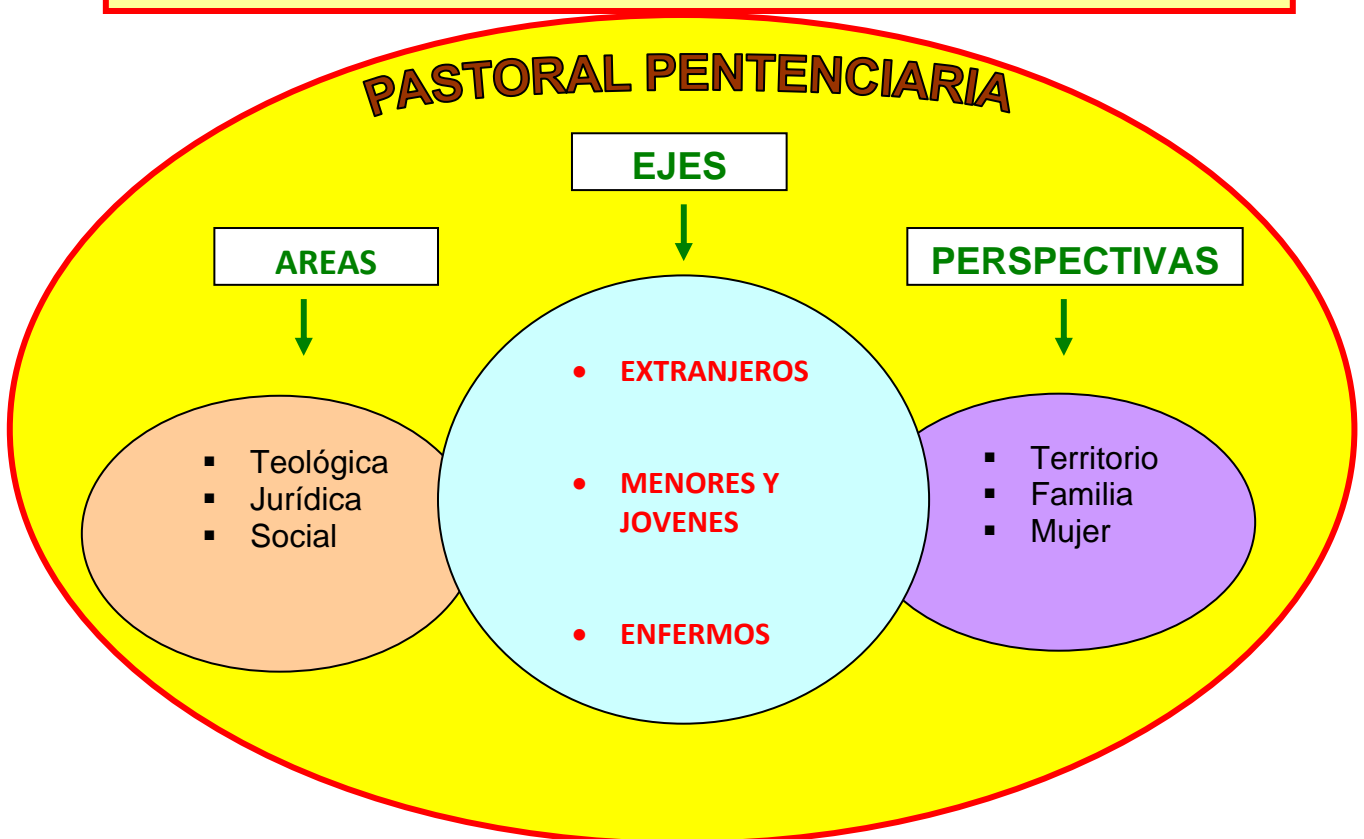 PASTORAL PENTENCIARIA
EJES
AREAS
PERSPECTIVAS
EXTRANJEROS
MENORES Y
JOVENES
ENFERMOS
Teológica
Jurídica
Social
Territorio
Familia
Mujer